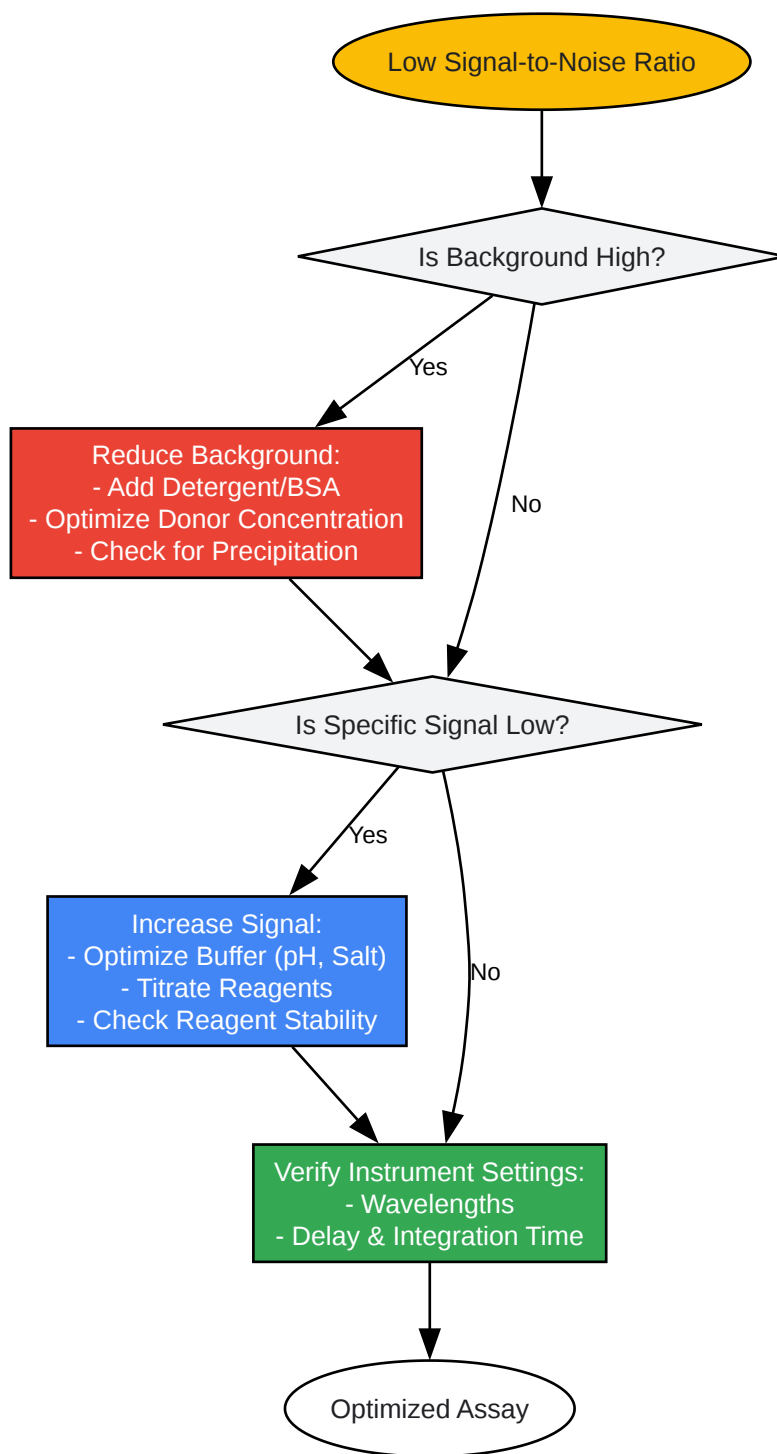 Low Signal-to-Noise Ratio
Is Background High?
Yes
Reduce Background:
- Add Detergent/BSA
- Optimize Donor Concentration
- Check for Precipitation
No
Is Specific Signal Low?
Yes
Increase Signal:
- Optimize Buffer (pH, Salt)
- Titrate Reagents
- Check Reagent Stability
No
Verify Instrument Settings:
- Wavelengths
- Delay & Integration Time
Optimized Assay